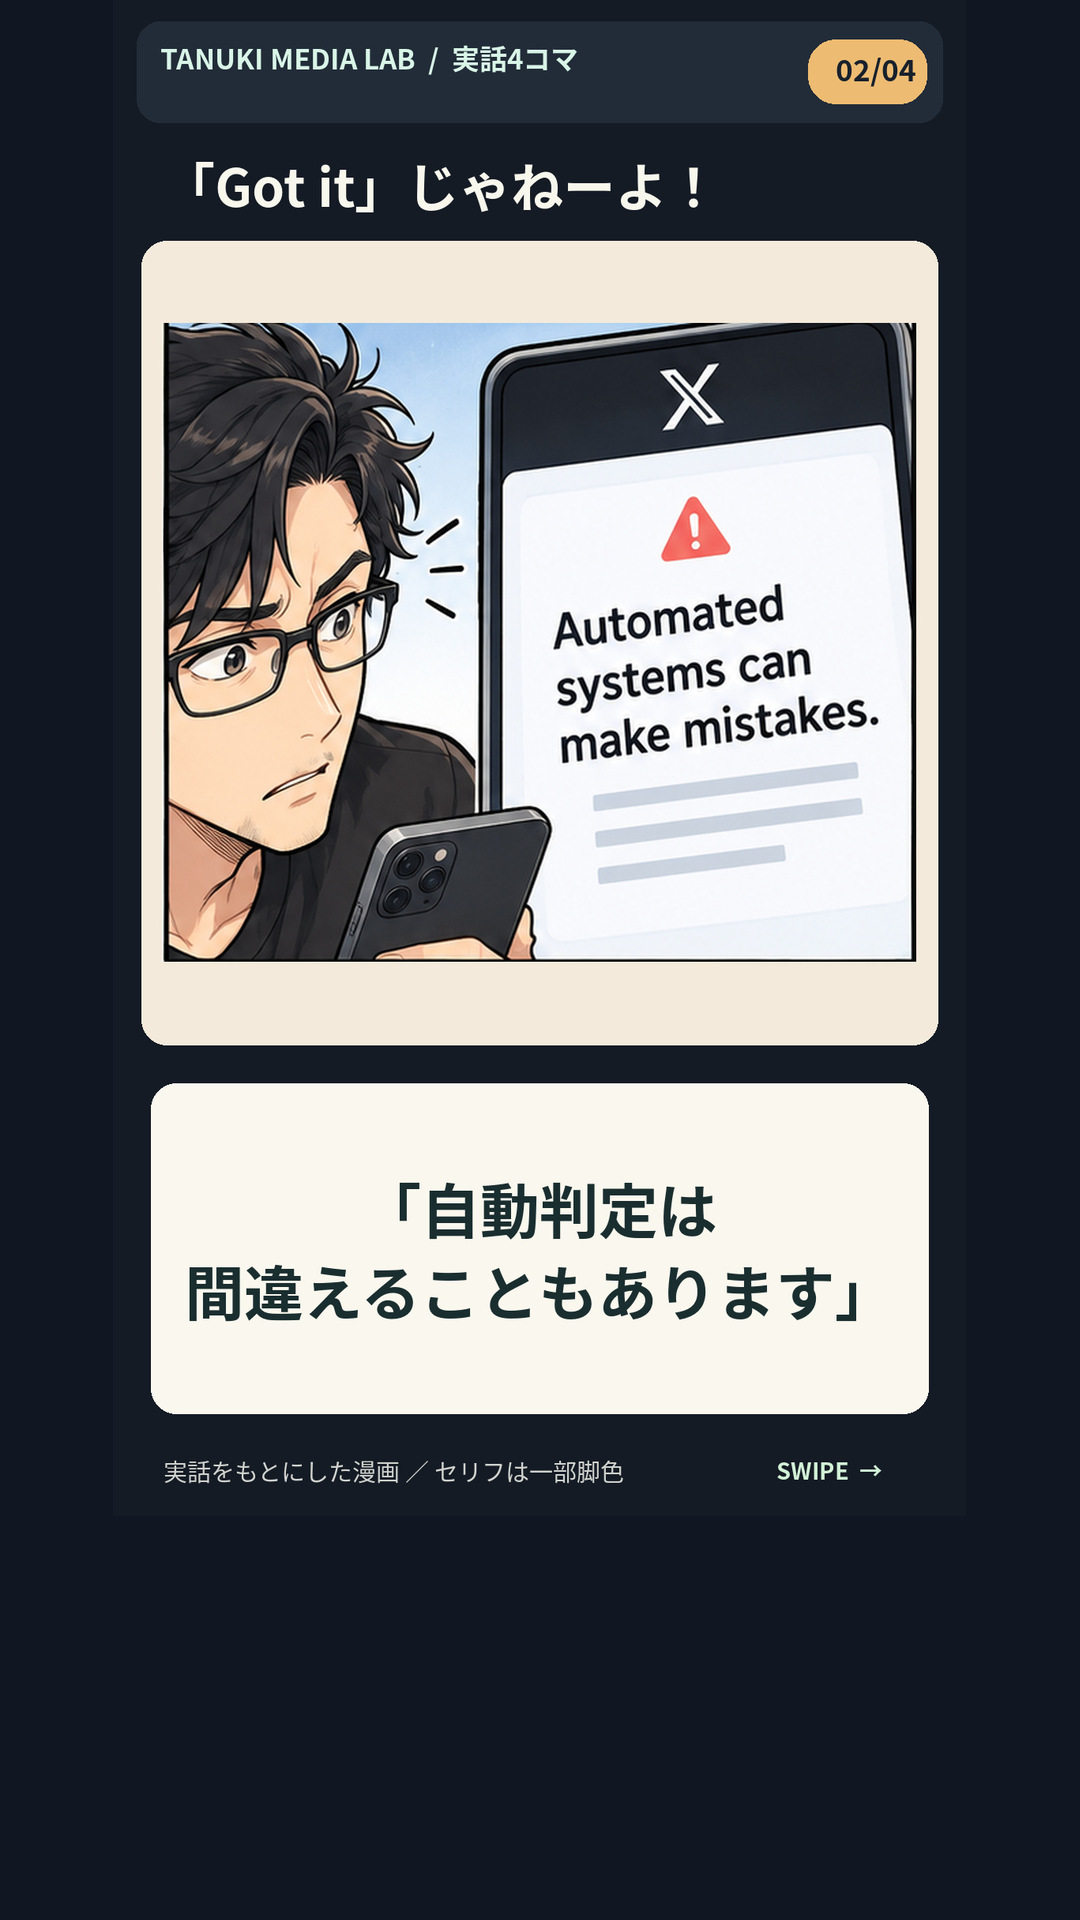 TANUKI MEDIA LAB / 実話4コマ
02/04
「Got it」じゃねーよ！
X
Automated
systems can
make mistakes.
「自動判定は
間違えることもあります」
実話をもとにした漫画 ／ セリフは一部脚色
SWIPE →